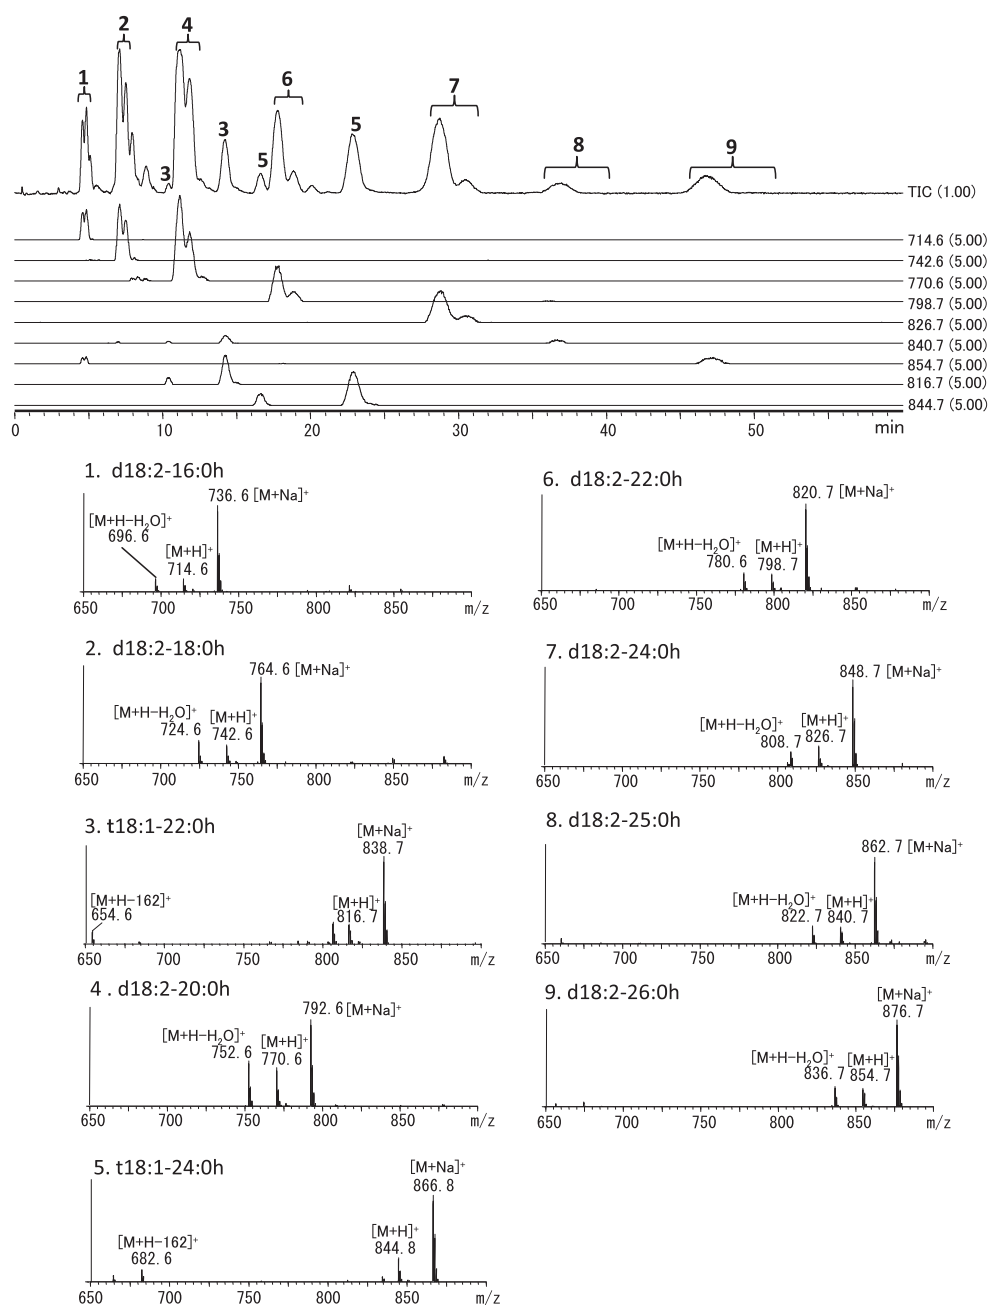 1
2
4
3
3
5
6
5
7
8
9
TIC (1.00)
714.6 (5.00)
742.6 (5.00)
770.6 (5.00)
798.7 (5.00)
826.7 (5.00)
840.7 (5.00)
854.7 (5.00)
816.7 (5.00)
844.7 (5.00)
0 10 20 30 40 50 min
1. d18:2-16:0h
736.6 [M+Na]+
[M+H-H2O]+
696.6
[M+H]+
714.6
650 700 750 800 850 m/z
6. d18:2-22:0h
820.7 [M+Na]+
[M+H-H2O]+
780.6
[M+H]+
798.7
650 700 750 800 850 m/z
2. d18:2-18:0h
764.6 [M+Na]+
[M+H-H2O]+
724.6
[M+H]+
742.6
650 700 750 800 850 m/z
7. d18:2-24:0h
848.7 [M+Na]+
[M+H-H2O]+
808.7
[M+H]+
826.7
650 700 750 800 850 m/z
3. t18:1-22:0h
[M+Na]+
838.7
[M+H-162]+
654.6
[M+H]+
816.7
650 700 750 800 850 m/z
8. d18:2-25:0h
862.7 [M+Na]+
[M+H-H2O]+
822.7
[M+H]+
840.7
650 700 750 800 850 m/z
4 . d18:2-20:0h
792.6 [M+Na]+
[M+H-H2O]+
752.6
[M+H]+
770.6
650 700 750 800 850 m/z
9. d18:2-26:0h
[M+Na]+
876.7
[M+H-H2O]+
836.7
[M+H]+
854.7
650 700 750 800 850 m/z
5. t18:1-24:0h
[M+Na]+
866.8
[M+H-162]+
682.6
[M+H]+
844.8
650 700 750 800 850 m/z